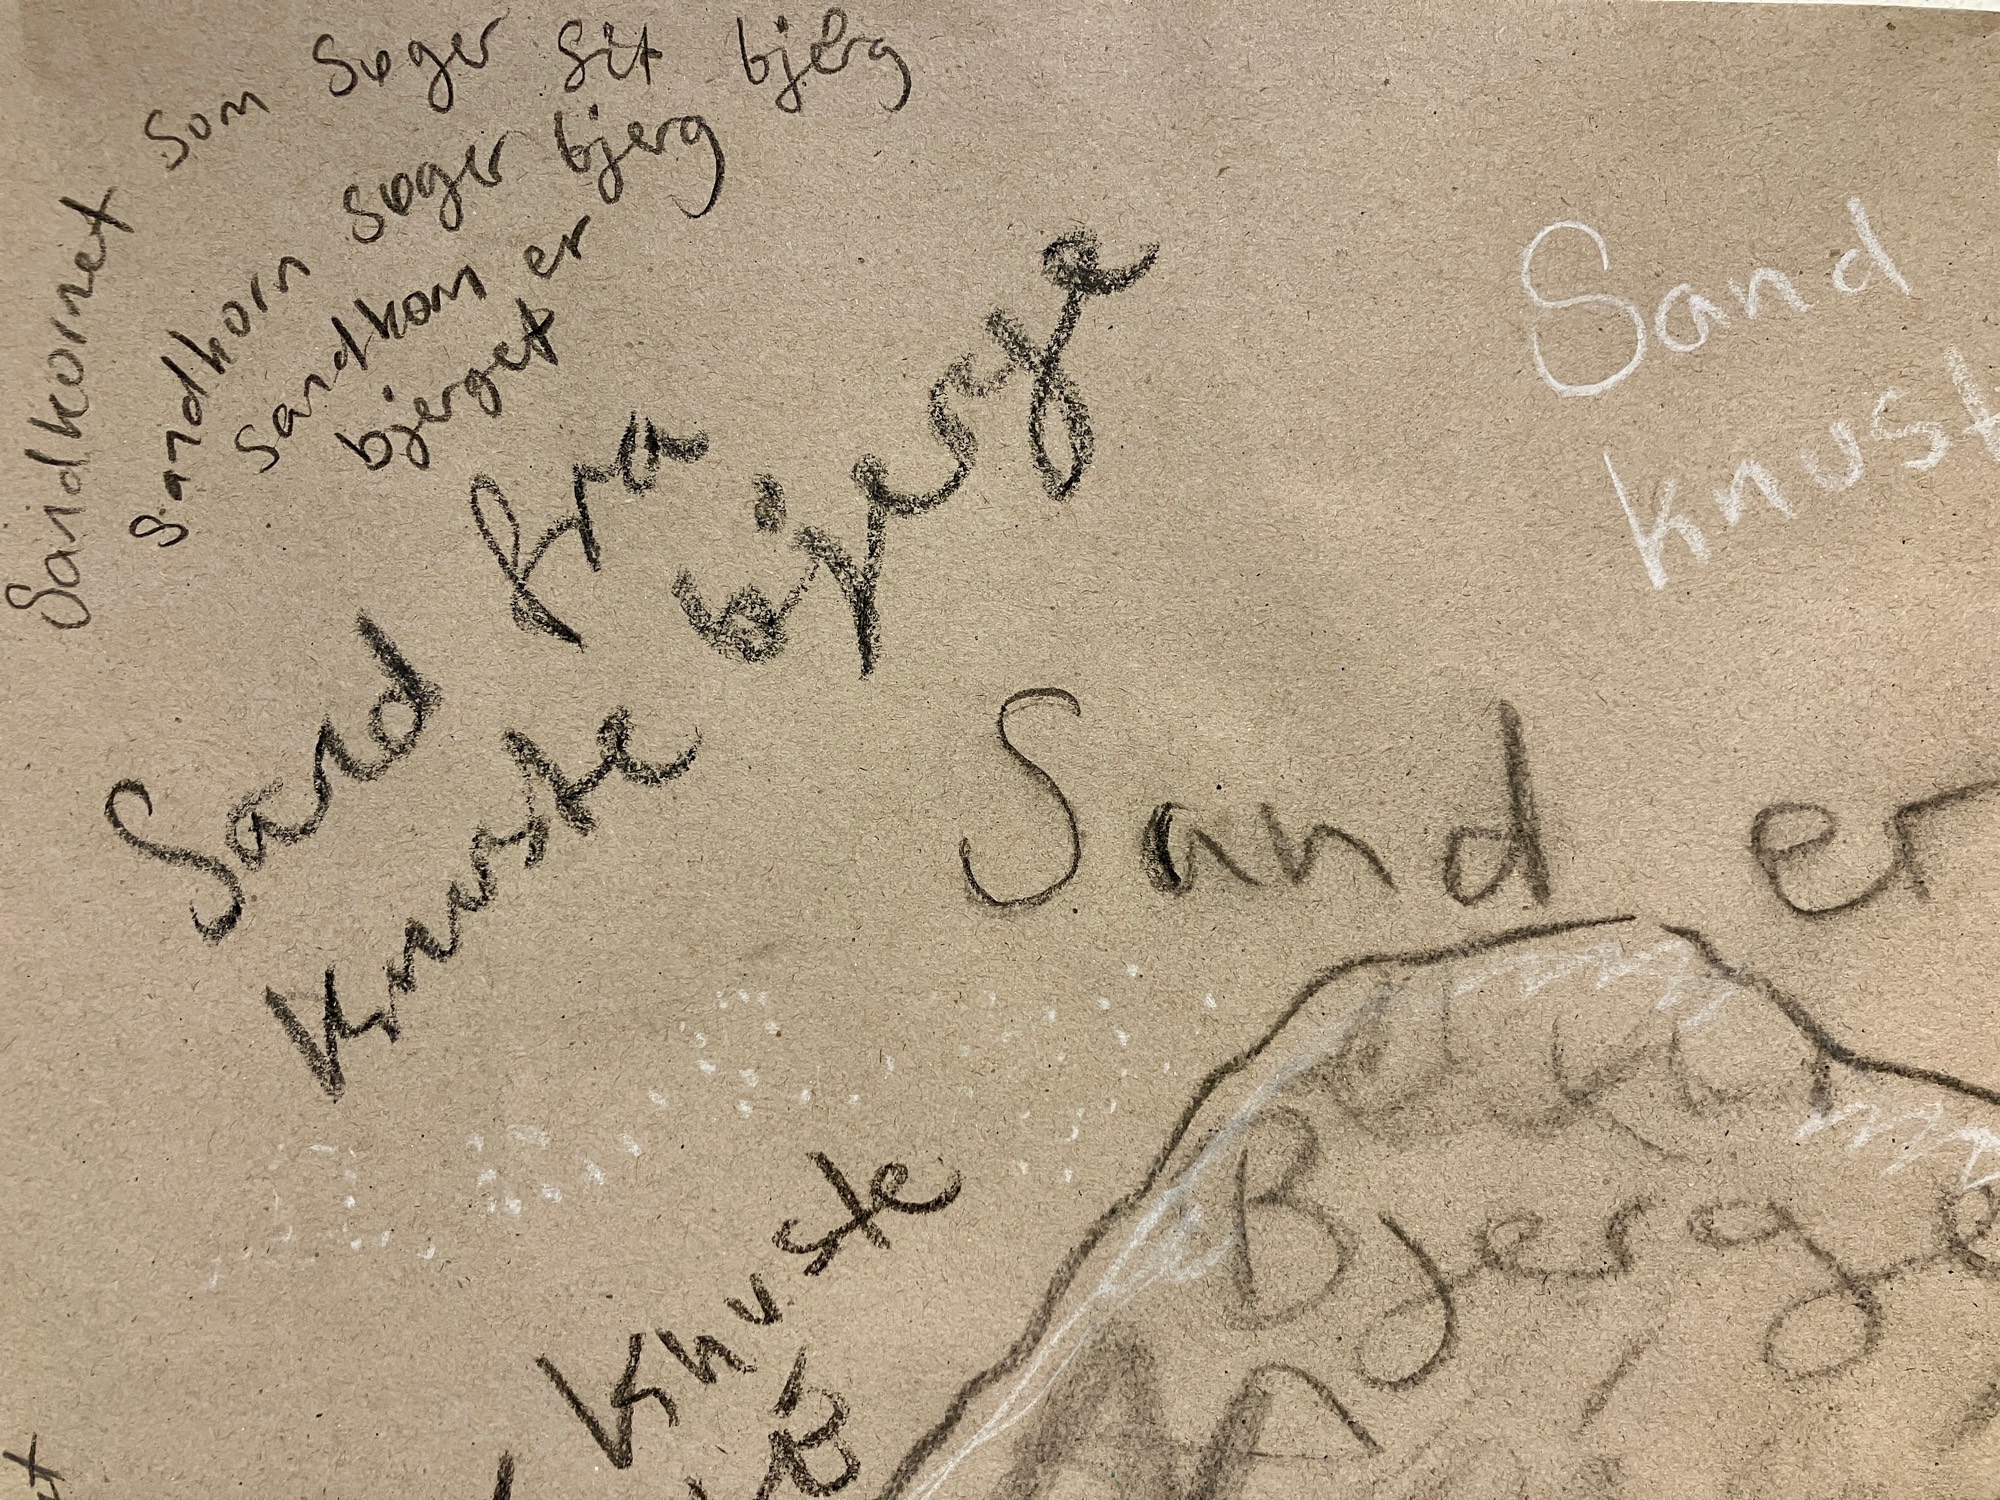 Sandkornet som søger sit bjerg
Sandkorn søger bjerg
Sandkorn er
bjerget
Sand fra
Knuste bjerge
Sand
knust
Sand er
Bjerge
Knuste